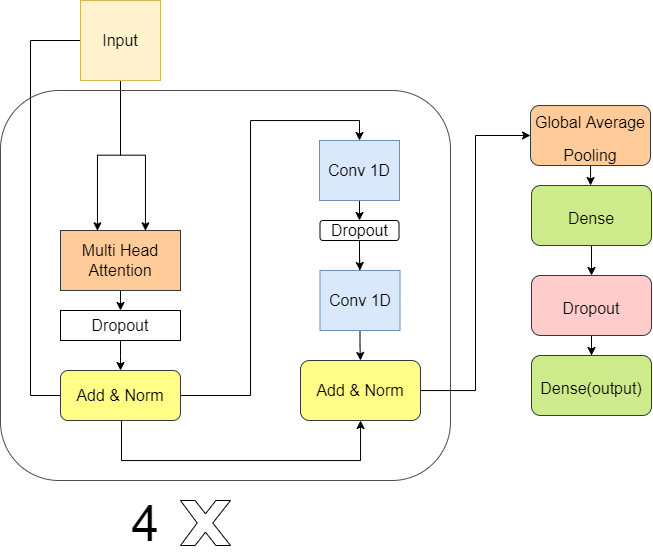 Input
Multi Head
Attention
Dropout
Add & Norm
Conv 1D
Dropout
Conv 1D
Add & Norm
Global Average
Pooling
Dense
Dropout
Dense(output)
4 X